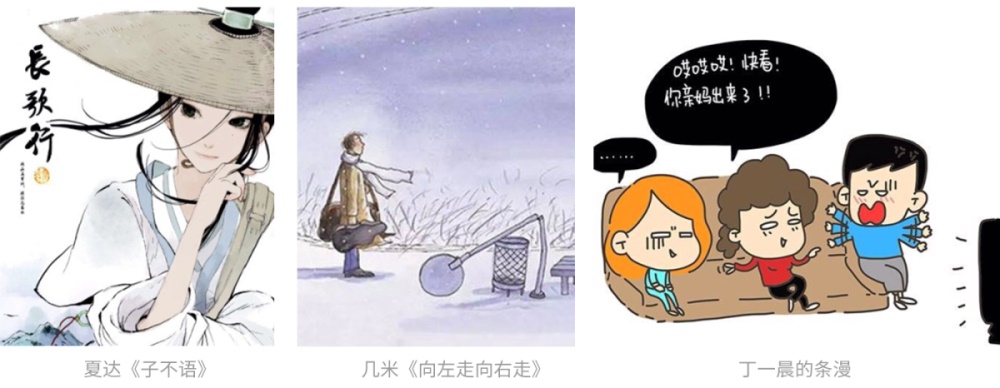 長歌行
哎哎哎！快看！
你亲妈出来了!!
......
夏达《子不语》
几米《向左走向右走》
丁一晨的条漫